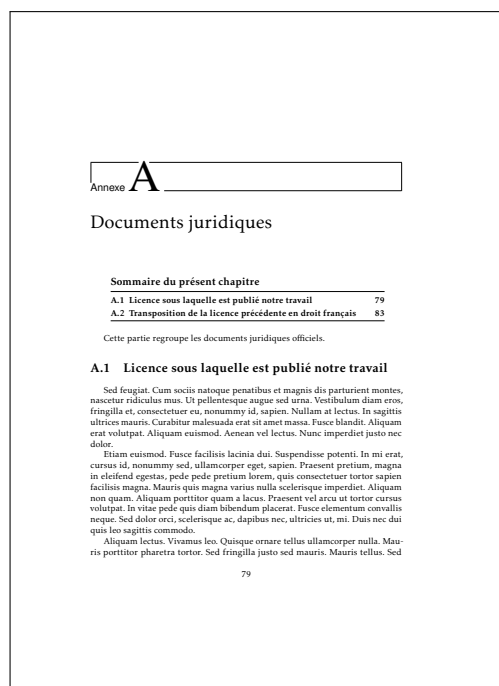 Annexe A
Documents juridiques
Sommaire du présent chapitre
A.1 Licence sous laquelle est publié notre travail 79
A.2 Transposition de la licence précédente en droit français 83
Cette partie regroupe les documents juridiques officiels.
A.1 Licence sous laquelle est publié notre travail
Sed feugiat. Cum sociis natoque penatibus et magnis dis parturient montes,
nascetur ridiculus mus. Ut pellentesque augue sed urna. Vestibulum diam eros,
fringilla et, consectetuer eu, nonummy id, sapien. Nullam at lectus. In sagittis
ultrices mauris. Curabitur malesuada erat sit amet massa. Fusce blandit. Aliquam
erat volutpat. Aliquam euismod. Aenean vel lectus. Nunc imperdiet justo nec
dolor.
Etiam euismod. Fusce facilisis lacinia dui. Suspendisse potenti. In mi erat,
cursus id, nonummy sed, ullamcorper eget, sapien. Praesent pretium, magna
in eleifend egestas, pede pede pretium lorem, quis consectetuer tortor sapien
facilisis magna. Mauris quis magna varius nulla scelerisque imperdiet. Aliquam
non quam. Aliquam porttitor quam a lacus. Praesent vel arcu ut tortor cursus
volutpat. In vitae pede quis diam bibendum placerat. Fusce elementum convallis
neque. Sed dolor orci, scelerisque ac, dapibus nec, ultricies ut, mi. Duis nec dui
quis leo sagittis commodo.
Aliquam lectus. Vivamus leo. Quisque ornare tellus ullamcorper nulla. Mau-
ris porttitor pharetra tortor. Sed fringilla justo sed mauris. Mauris tellus. Sed
79